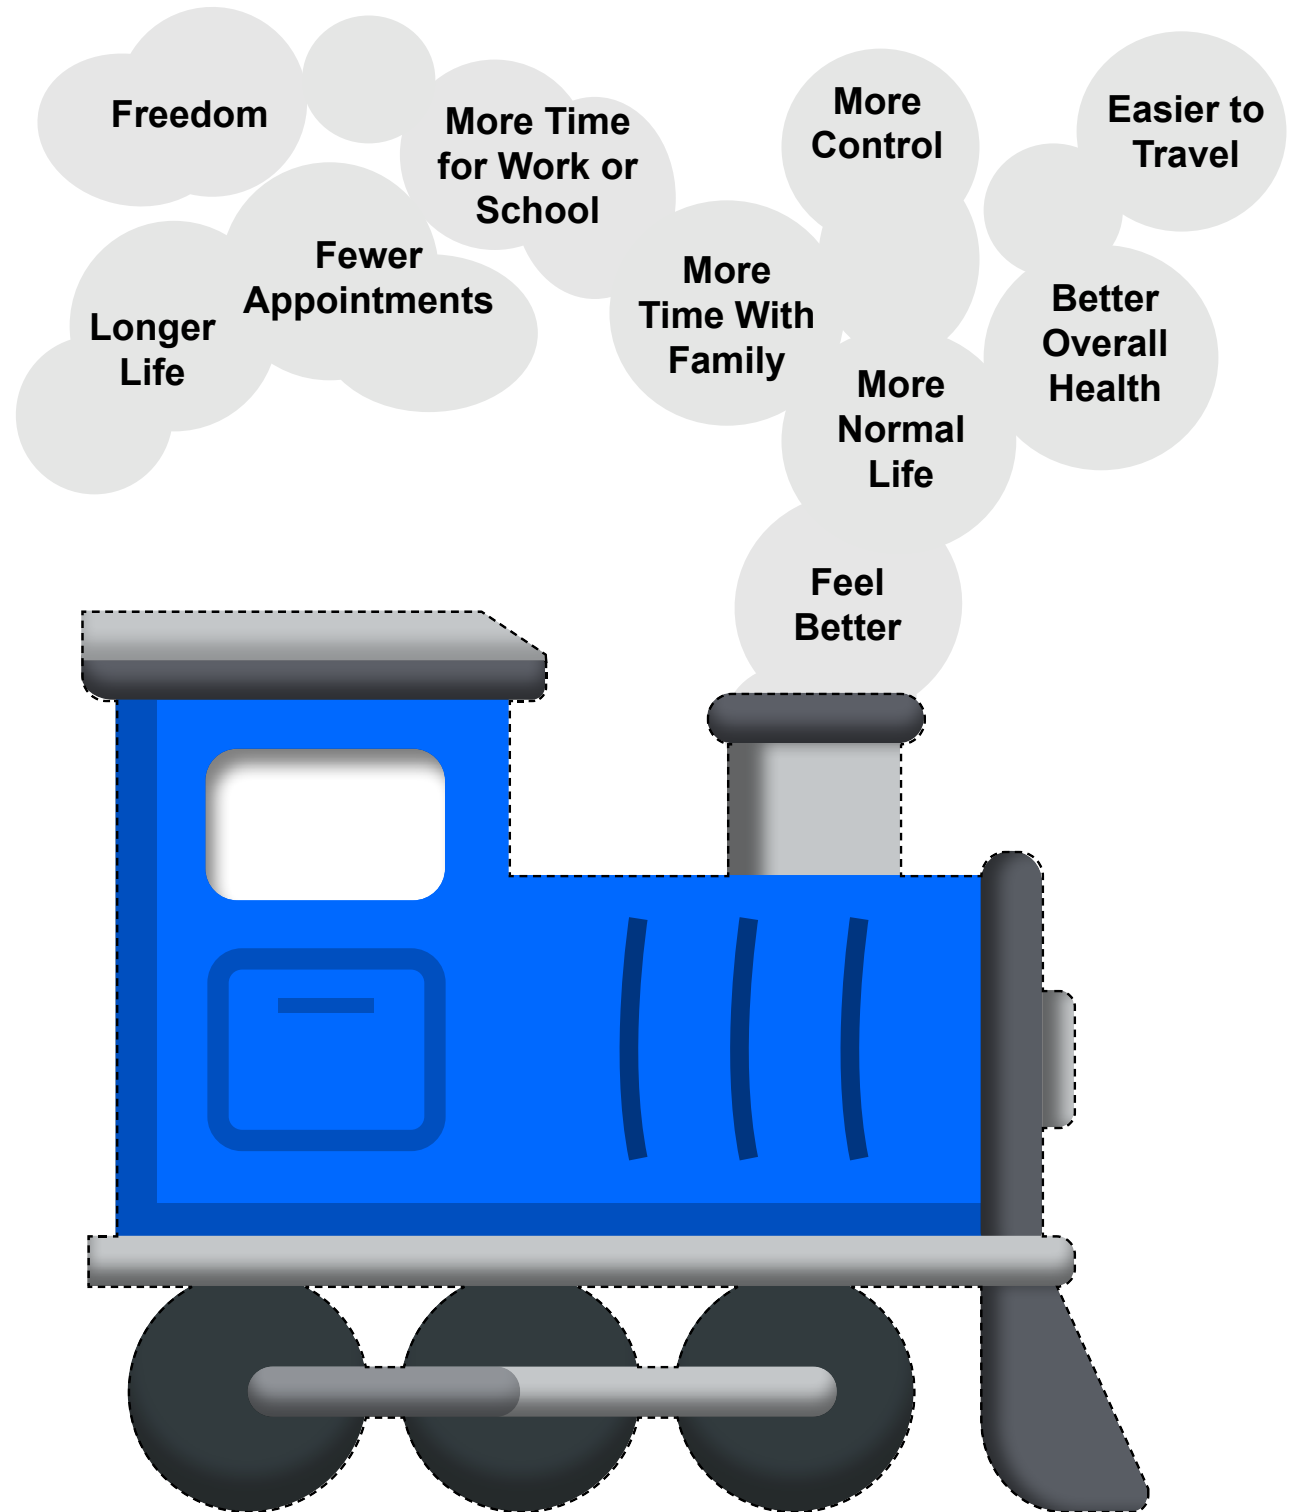 Freedom
More Time
for Work or
School
More
Control
Easier to
Travel
Fewer
Appointments
Longer
Life
More
Time With
Family
Better
Overall
Health
More
Normal
Life
Feel
Better